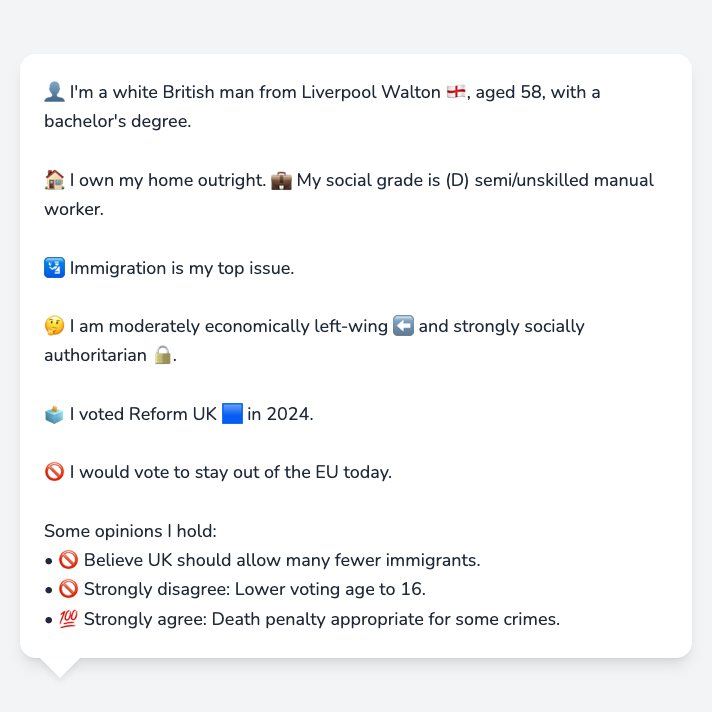 👤 I'm a white British man from Liverpool Walton 🏴󠁧󠁢󠁥󠁮󠁧󠁿, aged 58, with a
bachelor's degree.
🏠 I own my home outright. 💼 My social grade is (D) semi/unskilled manual
worker.
🛂 Immigration is my top issue.
🤔 I am moderately economically left-wing ⬅️ and strongly socially
authoritarian 🔒.
🗳️ I voted Reform UK 🟦 in 2024.
🚫 I would vote to stay out of the EU today.
Some opinions I hold:
• 🚫 Believe UK should allow many fewer immigrants.
• 🚫 Strongly disagree: Lower voting age to 16.
• 💯 Strongly agree: Death penalty appropriate for some crimes.